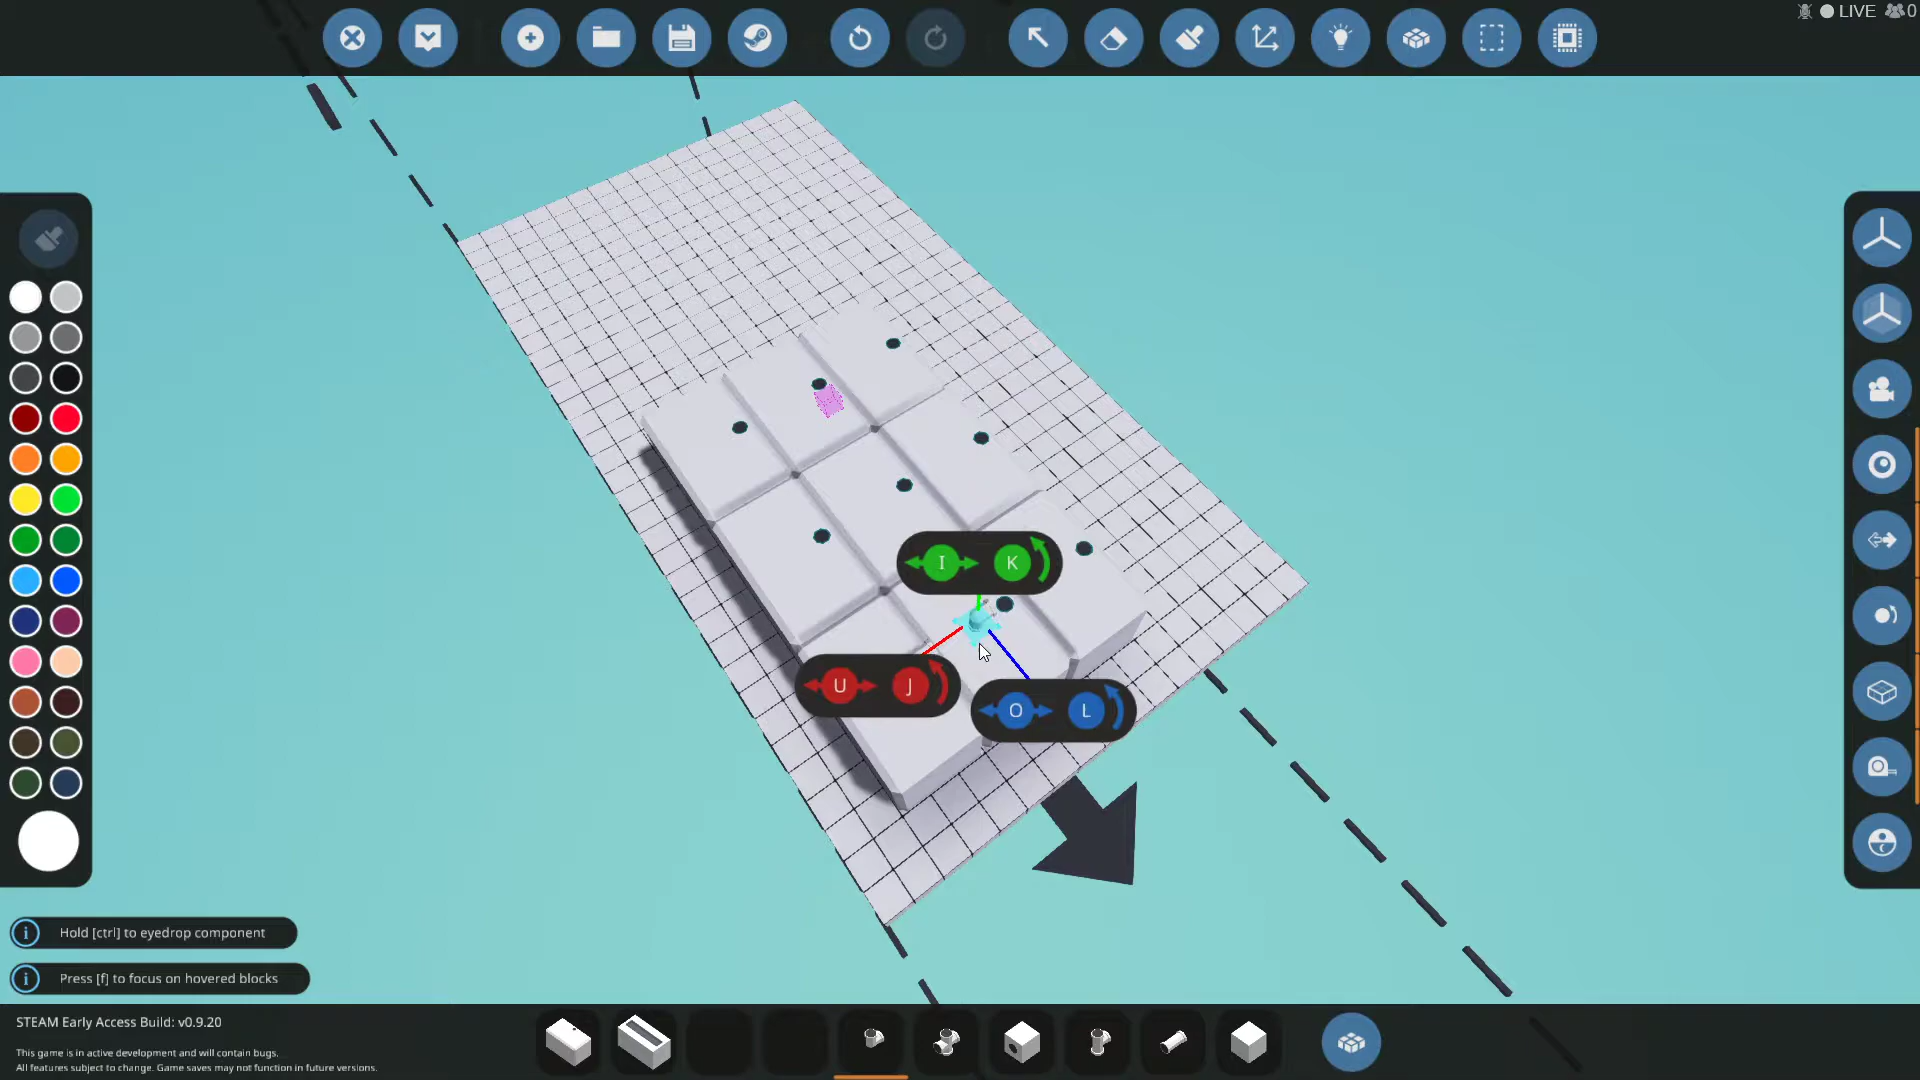 LIVE 0
I K
U J
O L
Hold [ctrl] to eyedrop component
Press [f] to focus on hovered blocks
STEAM Early Access Build: v0.9.20
This game is in active development and will contain bugs.
All features subject to change. Game saves may not function in future versions.